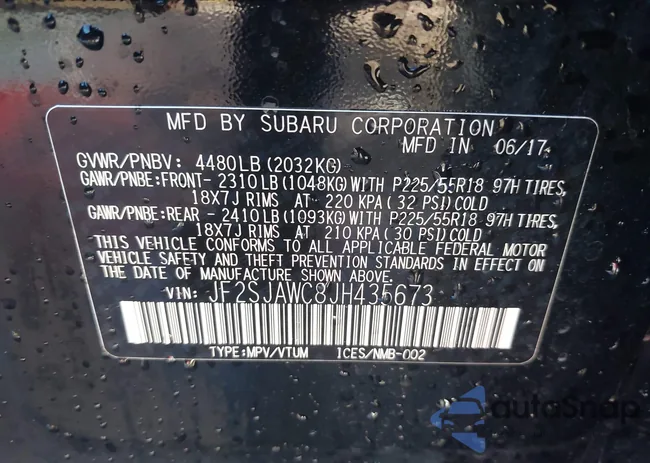 MFD BY SUBARU CORPORATION
MFD IN 06/17
GVWR/PNBV: 4480LB (2032KG)
GAWR/PNBE:FRONT- 2310 LB (1048KG) WITH P225/55R18 97H TIRES,
18X7J RIMS AT 220 KPA ( 32 PSI) COLD
GAWR/PNBE:REAR - 2410 LB (1093KG) WITH P225/55R18 97H TIRES,
18X7J RIMS AT 210 KPA ( 30 PSI) COLD
THIS VEHICLE CONFORMS TO ALL APPLICABLE FEDERAL MOTOR
VEHICLE SAFETY AND THEFT PREVENTION STANDARDS IN EFFECT ON
THE DATE OF MANUFACTURE SHOWN ABOVE.
VIN: JF2SJAWC8JH435673
TYPE:MPV/VTUM ICES/NMB-002
autoSnap